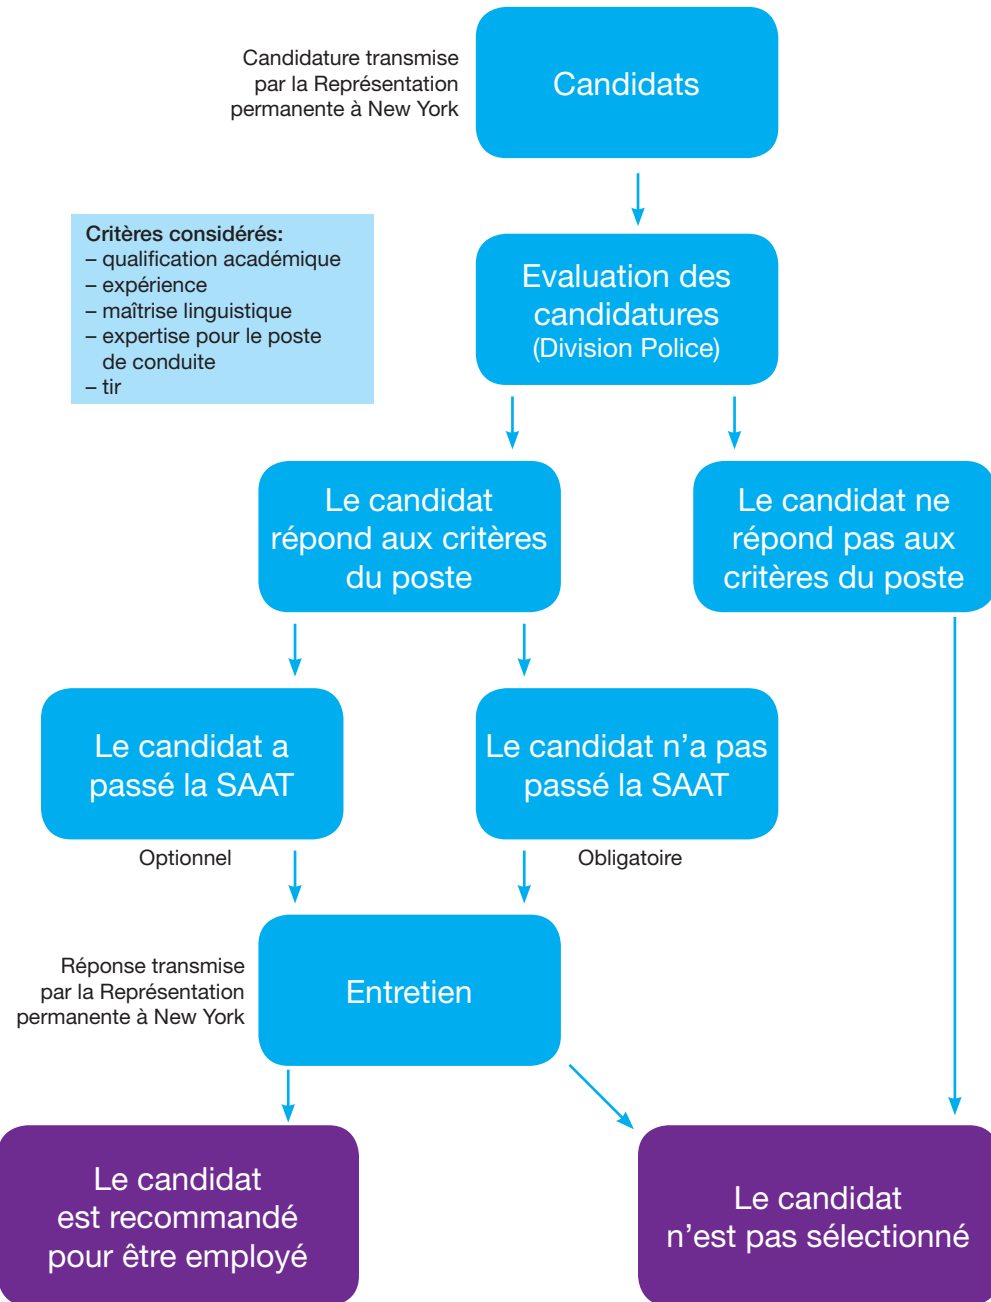 Candidature transmise
par la Représentation
permanente à New York
Candidats
Critères considérés:
– qualification académique
– expérience
– maîtrise linguistique
– expertise pour le poste
de conduite
– tir
Evaluation des
candidatures
(Division Police)
Le candidat
répond aux critères
du poste
Le candidat ne
répond pas aux
critères du poste
Le candidat a
passé la SAAT
Le candidat n’a pas
passé la SAAT
Optionnel
Obligatoire
Réponse transmise
par la Représentation
permanente à New York
Entretien
Le candidat
est recommandé
pour être employé
Le candidat
n’est pas sélectionné